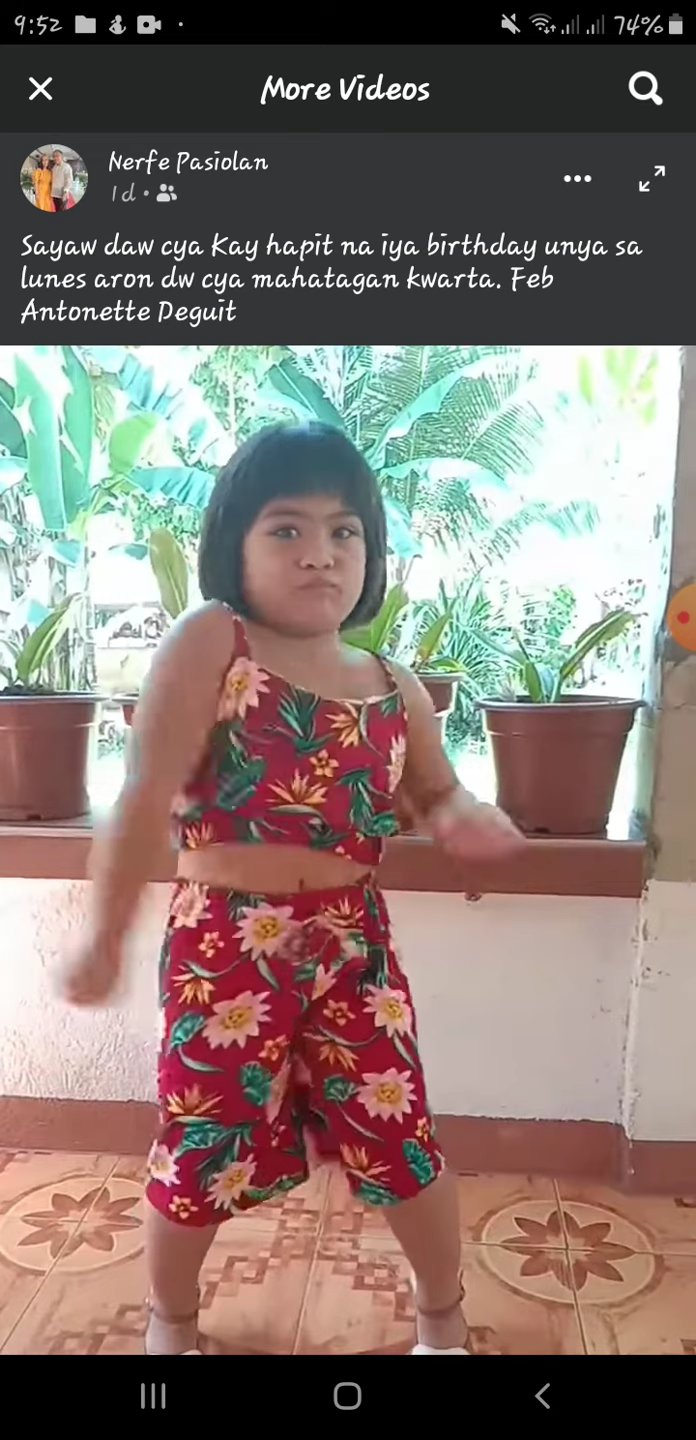 9:52
74%
More Videos
Nerfe Pasiolan
1d
Sayaw daw cya Kay hapit na iya birthday unya sa
lunes aron dw cya mahatagan kwarta. Feb
Antonette Deguit